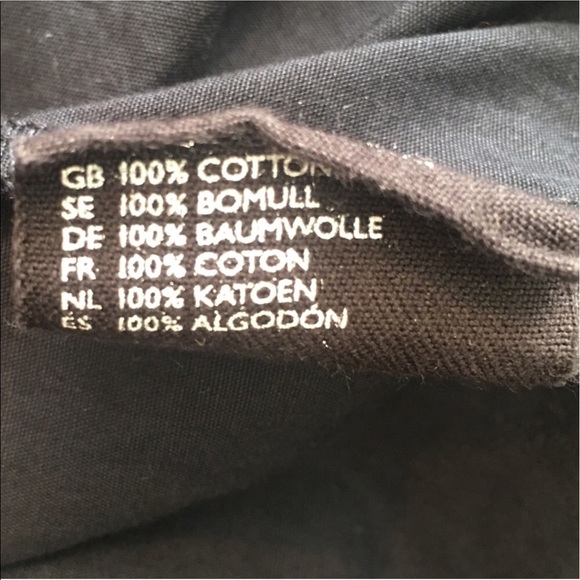 GB 100% COTTON
SE 100% BOMULL
DE 100% BAUMWOLLE
FR 100% COTON
NL 100% KATOEN
ES 100% ALGODÓN